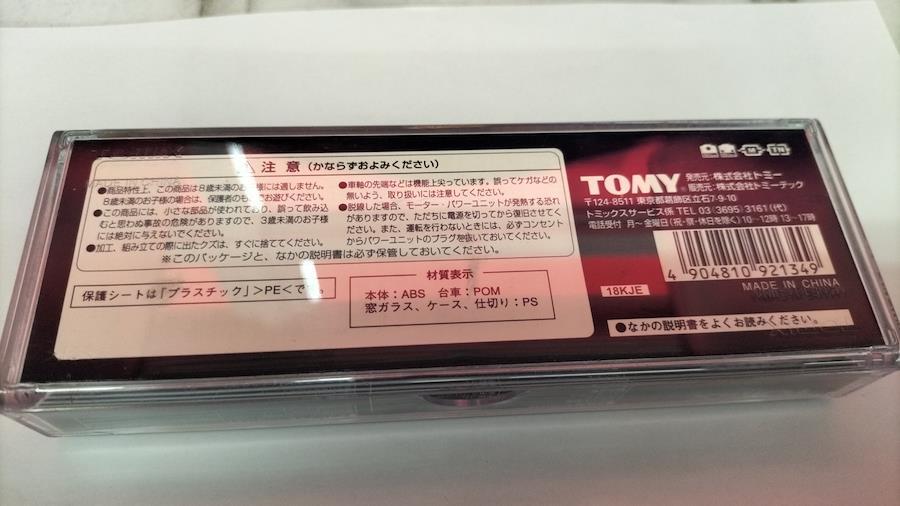 注意（かならずおよみください）
●商品特性上、この商品は8歳未満のお子様には適しません。
8歳未満のお子様の場合は、保護者のもとでお遊びください。
●この商品には、小さな部品が使われており、誤って飲み込
むと思わぬ事故の危険がありますので、3歳未満のお子様
には絶対に与えないでください。
●加工、組み立ての際に出たクズは、すぐに捨ててください。
●車軸の先端などは機能上尖っています。誤ってケガなどの
無いよう、取り扱いには注意してください。
●脱線した場合、モーター・パワーユニットが発熱する恐れ
がありますので、ただちに電源を切ってから復旧させてく
ださい。また、運転を行わないときには、必ずコンセント
からパワーユニットのプラグを抜いておいてください。
※このパッケージと、なかの説明書は必ず保管しておいてください。
保護シートは「プラスチック」>PE<です。
材質表示
本体：ABS 台車：POM
窓ガラス、ケース、仕切り：PS
TOMY
発売元：株式会社トミー
販売元：株式会社トミーテック
〒124-8511 東京都葛飾区立石7-9-10
トミックスサービス係 TEL 03（3695）3161（代）
電話受付 月〜金曜日（祝・祭・休日を除く）10〜12時 13〜17時
4 904810 921349
MADE IN CHINA
18KJE
●なかの説明書をよくお読みください。